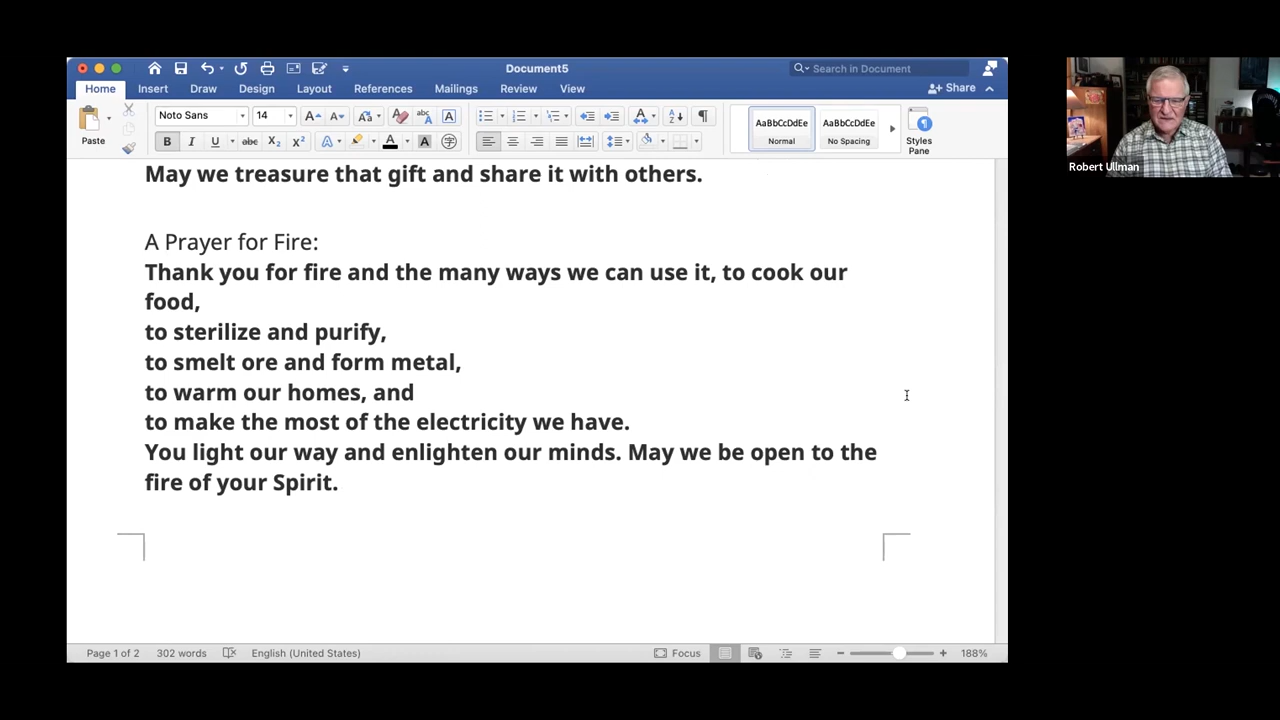 Document5
Search in Document
Home Insert Draw Design Layout References Mailings Review View
Share
Paste
Noto Sans 14
AaBbCcDdEe AaBbCcDdEe
Normal No Spacing
Styles
Pane
May we treasure that gift and share it with others.
A Prayer for Fire:
Thank you for fire and the many ways we can use it, to cook our
food,
to sterilize and purify,
to smelt ore and form metal,
to warm our homes, and
to make the most of the electricity we have.
You light our way and enlighten our minds. May we be open to the
fire of your Spirit.
Page 1 of 2 302 words English (United States) Focus 188%
Robert Ullman